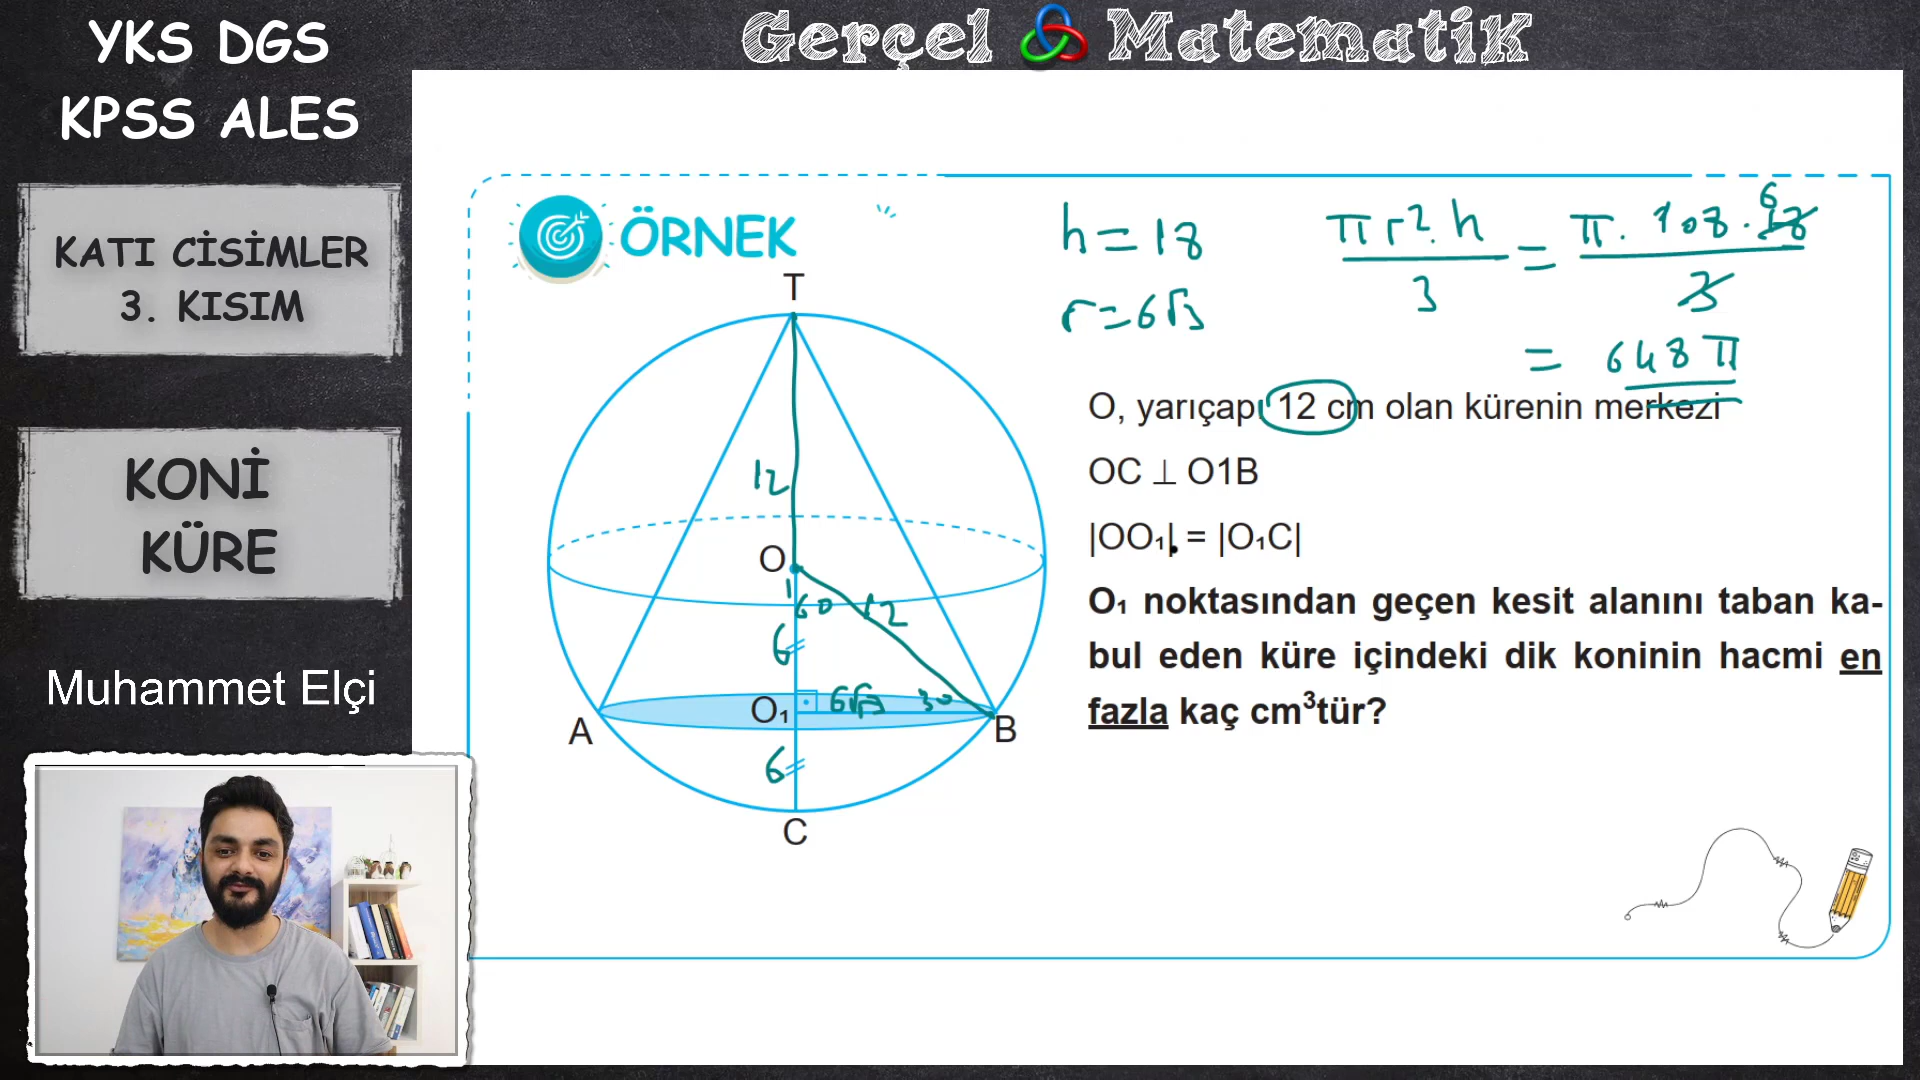 YKS DGS
KPSS ALES
Gerçel Matematik
KATI CİSİMLER
3. KISIM
KONİ
KÜRE
Muhammet Elçi
ÖRNEK
h = 18
r = 6√3
πr². h / 3 = π. 108 . 18 6 / 3
= 648 π
T
12
O
60 12
6
O₁ 6√3 30
A B
6
C
O, yarıçapı 12 cm olan kürenin merkezi
OC ⊥ O1B
|OO₁| = |O₁C|
O₁ noktasından geçen kesit alanını taban ka-
bul eden küre içindeki dik koninin hacmi en
fazla kaç cm³tür?